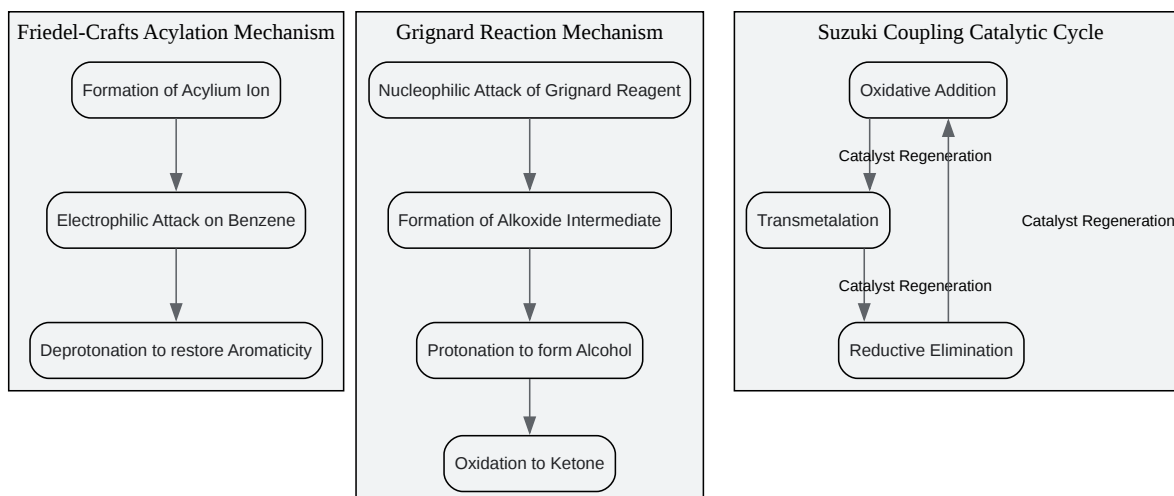 Friedel-Crafts Acylation Mechanism
Formation of Acylium Ion
Electrophilic Attack on Benzene
Deprotonation to restore Aromaticity
Grignard Reaction Mechanism
Nucleophilic Attack of Grignard Reagent
Formation of Alkoxide Intermediate
Protonation to form Alcohol
Oxidation to Ketone
Suzuki Coupling Catalytic Cycle
Oxidative Addition
Catalyst Regeneration
Transmetalation
Catalyst Regeneration
Catalyst Regeneration
Reductive Elimination